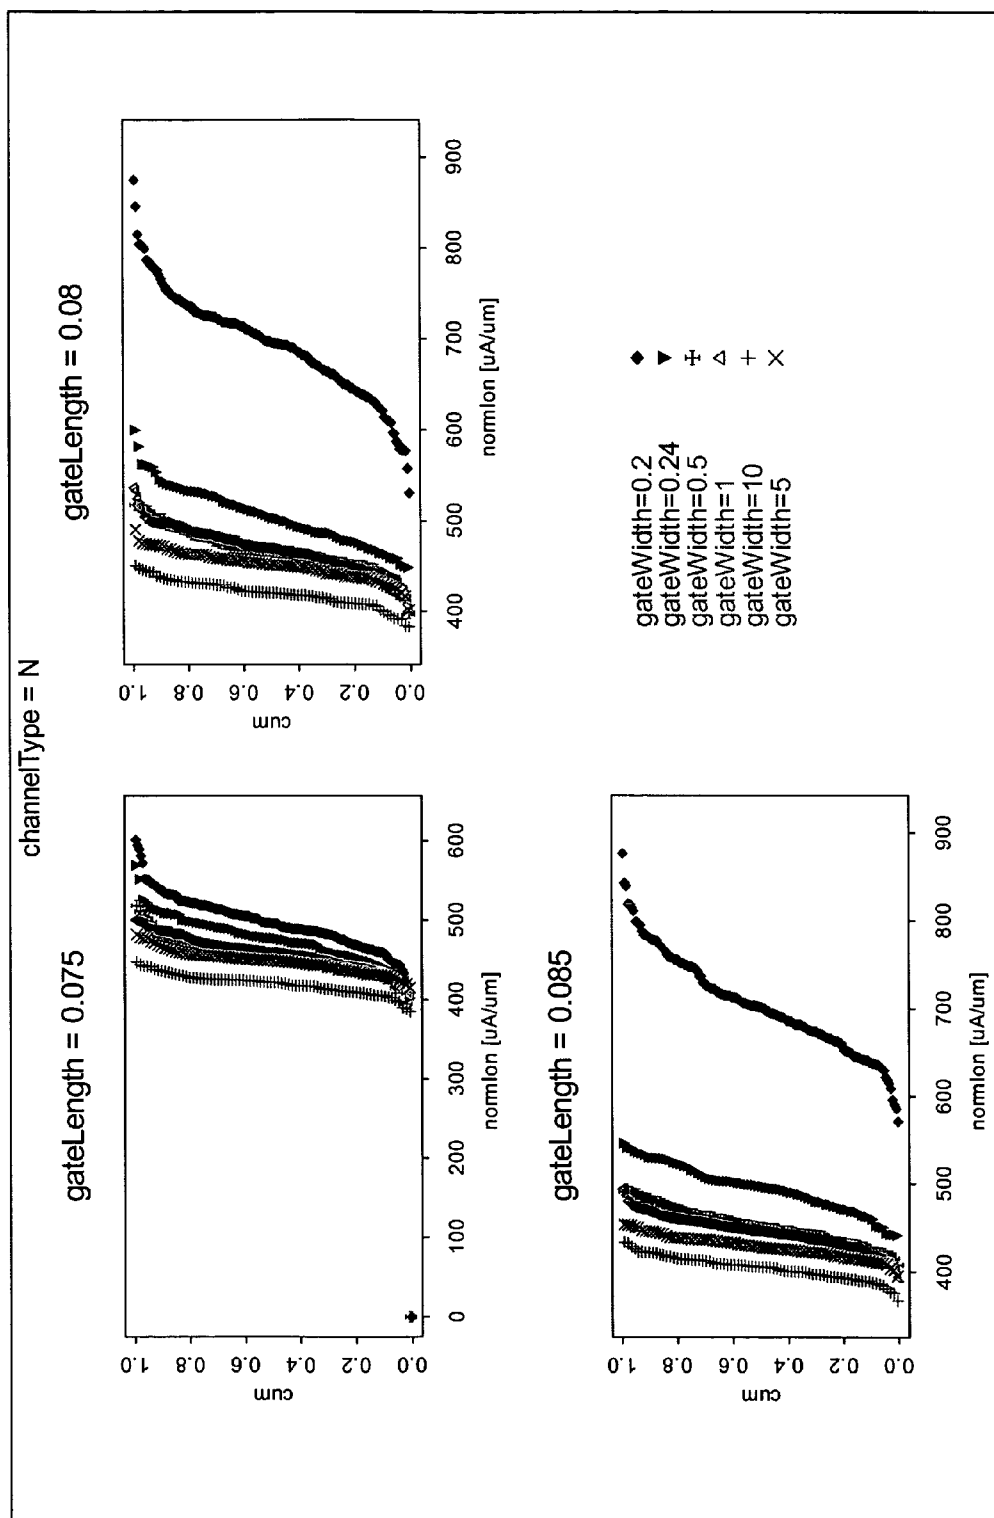 channelType = N
gateLength = 0.075
1.0
0.8
0.6
0.4
0.2
0.0
cum
0
100
200
300
400
500
600
normIon [uA/um]
gateLength = 0.08
1.0
0.8
0.6
0.4
0.2
0.0
cum
400
500
600
700
800
900
normIon [uA/um]
gateLength = 0.085
1.0
0.8
0.6
0.4
0.2
0.0
cum
400
500
600
700
800
900
normIon [uA/um]
gateWidth=0.2
gateWidth=0.24
gateWidth=0.5
gateWidth=1
gateWidth=10
gateWidth=5